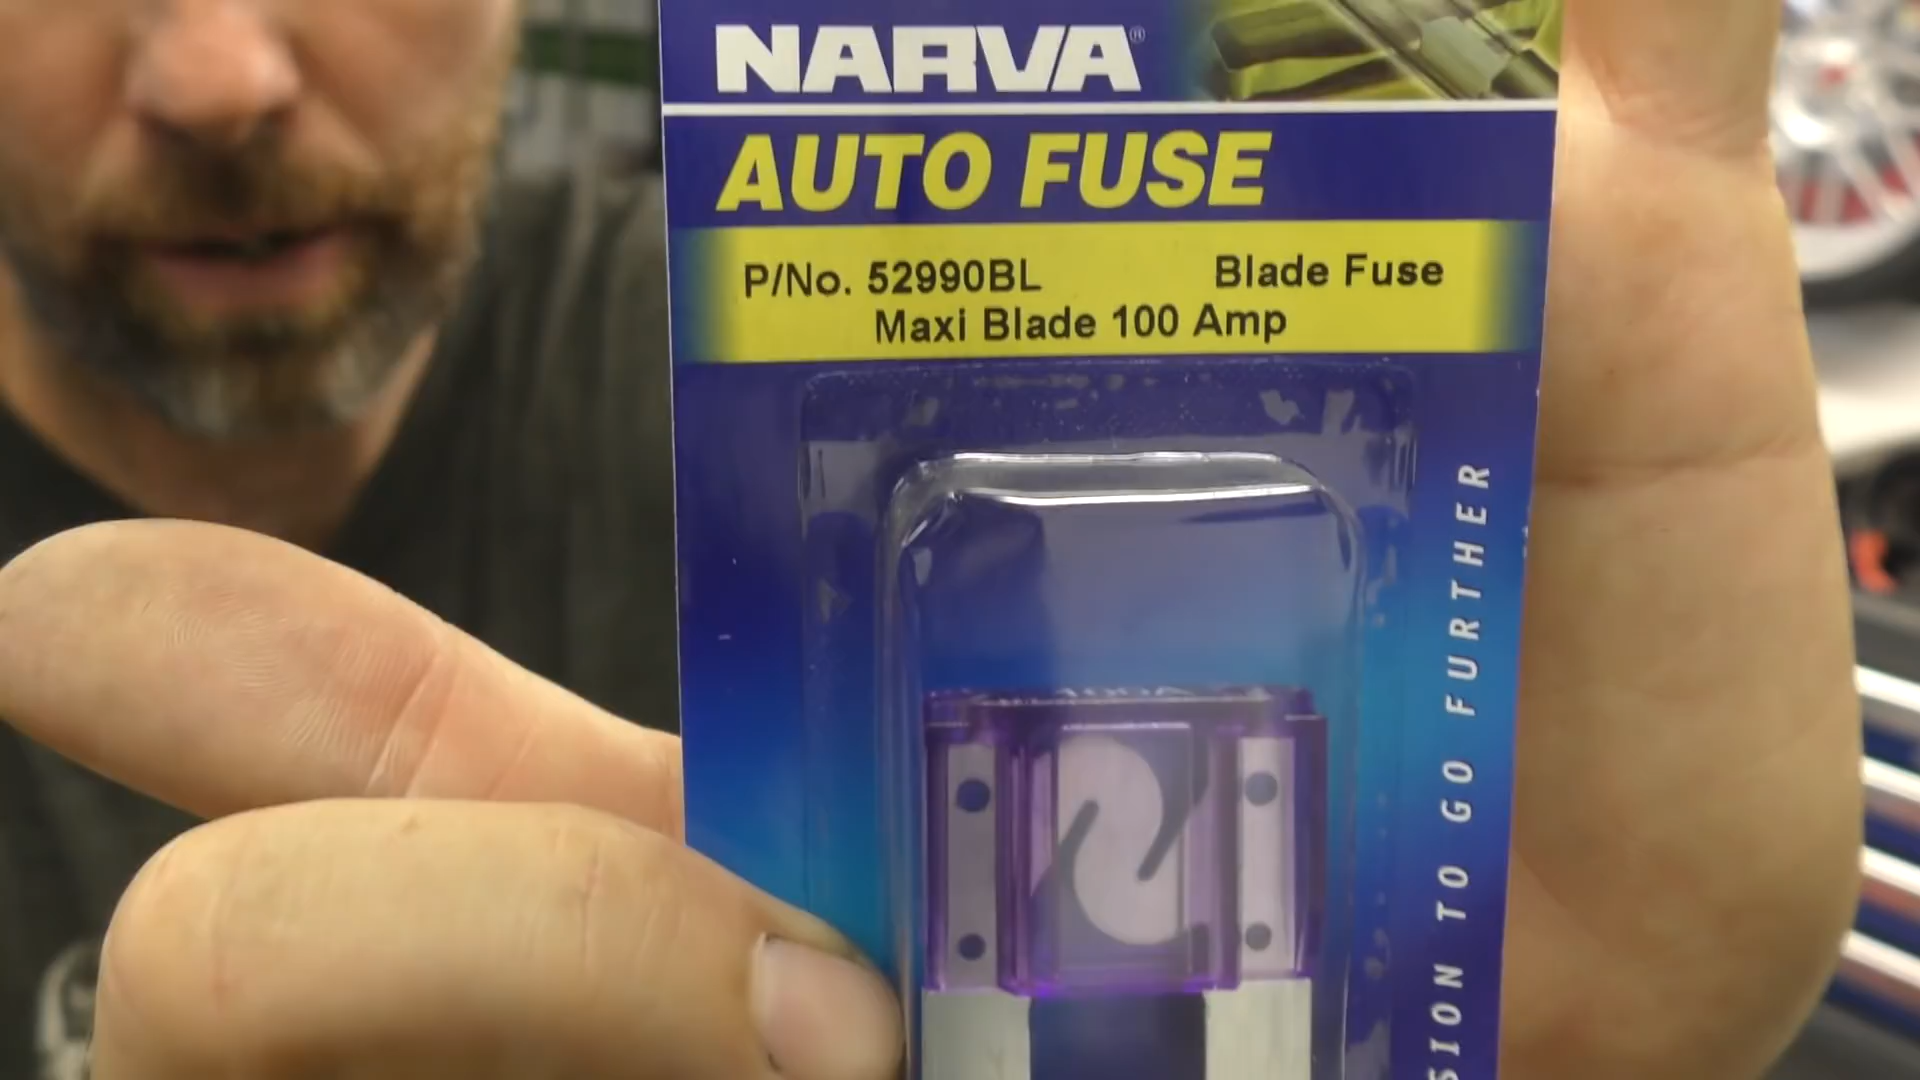 NARVA®
AUTO FUSE
P/No. 52990BL Blade Fuse
Maxi Blade 100 Amp
SION TO GO FURTHER